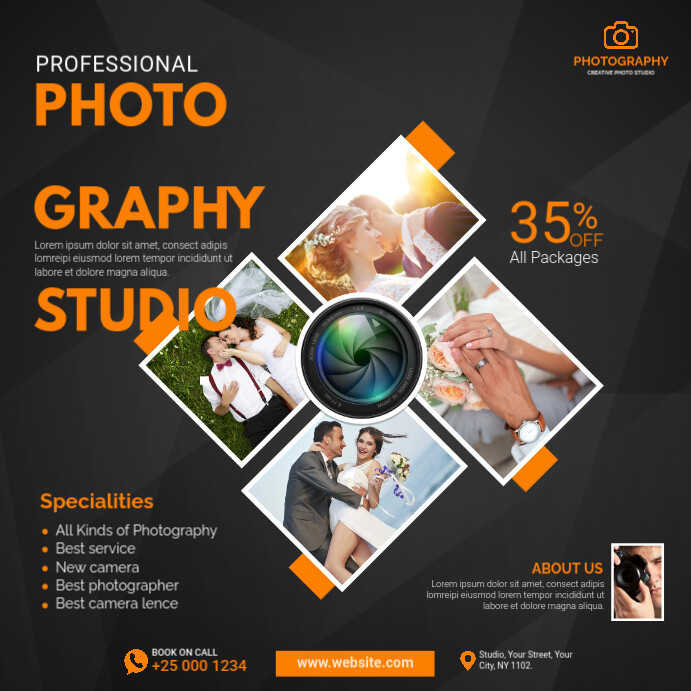 PHOTOGRAPHY
CREATIVE PHOTO STUDIO
PROFESSIONAL
PHOTO
GRAPHY
Lorem ipsum dolor sit amet, consect adipis
lomreipi eiusmod lorem tempor incididunt ut
labore et dolore magna aliqua.
STUDIO
35%
OFF
All Packages
Specialities
All Kinds of Photography
Best service
New camera
Best photographer
Best camera lence
ABOUT US
Lorem ipsum dolor sit amet, consect adipis
lomreipi eiusmod lorem tempor incididunt ut
labore et dolore magna aliqua.
BOOK ON CALL
+25 000 1234
www.website.com
Studio, Your Street, Your
City, NY 1102.